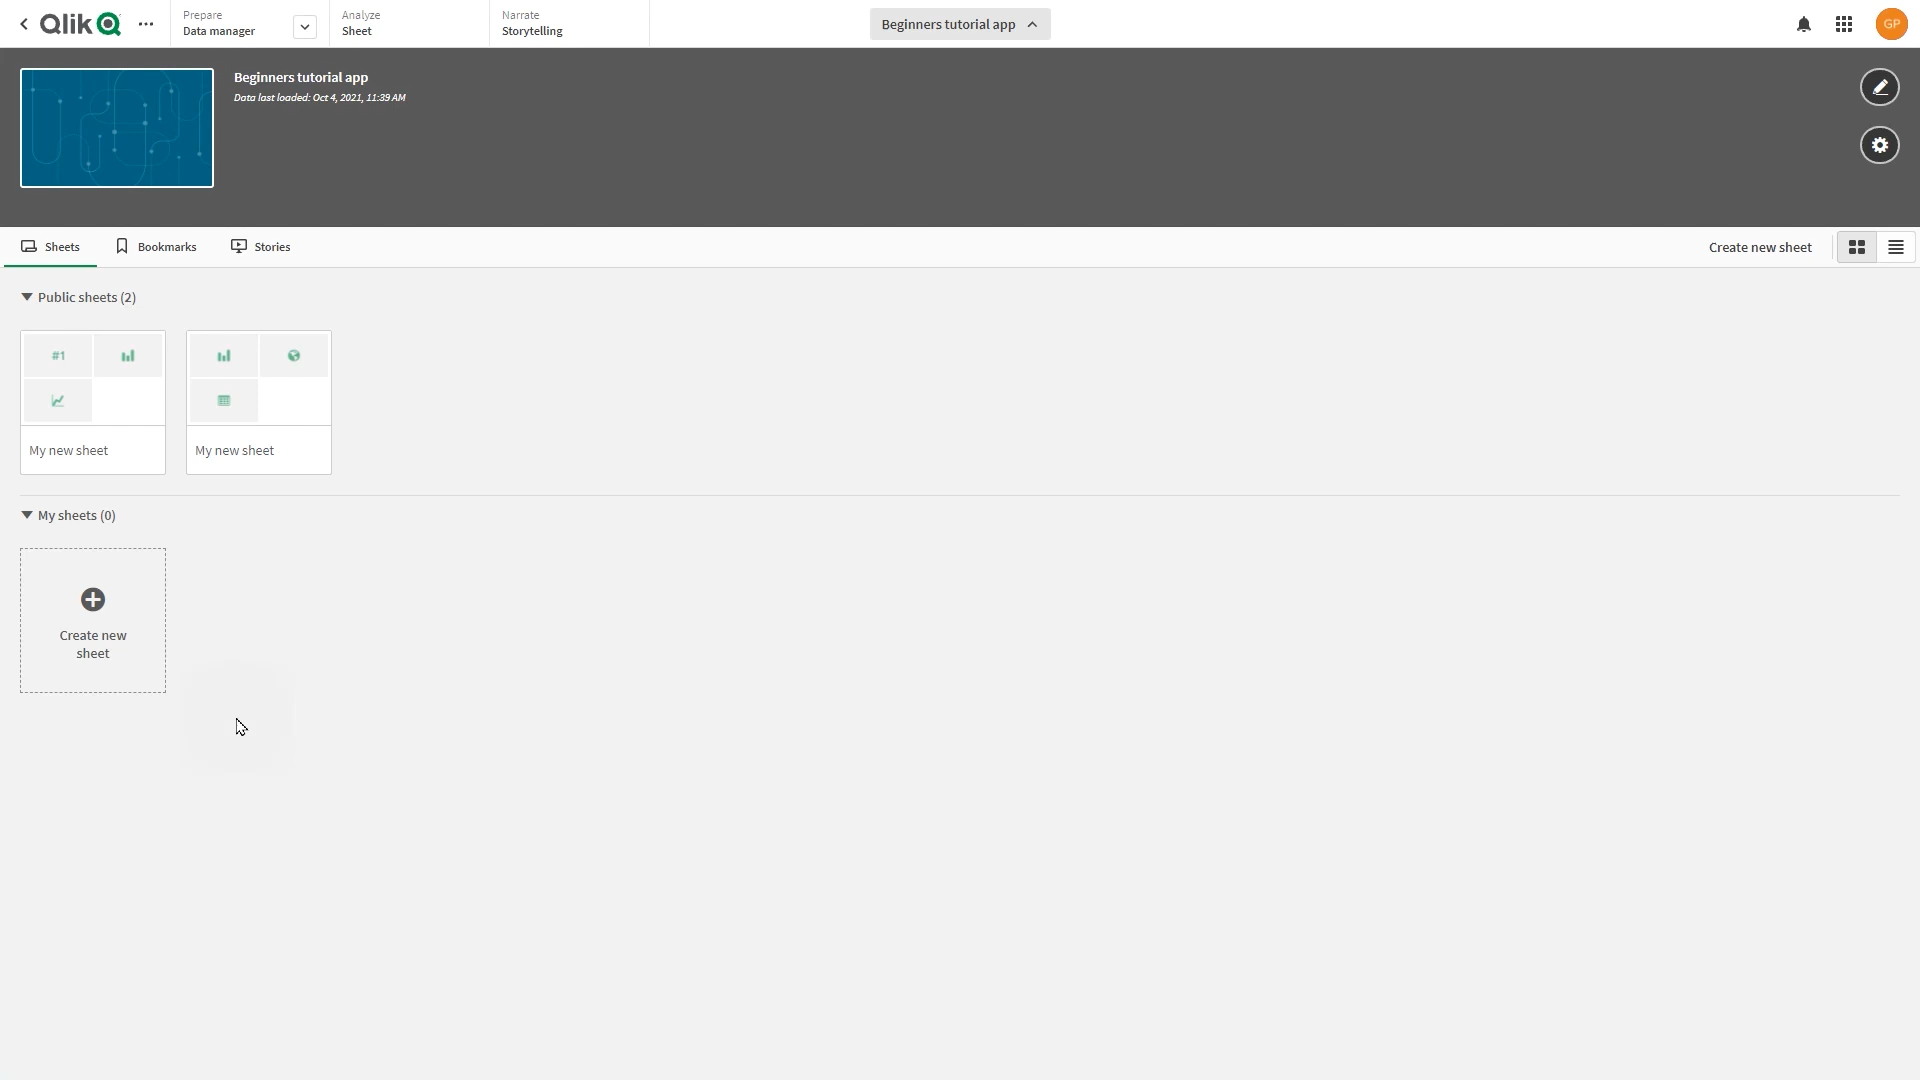 Qlik
Prepare
Data manager
Analyze
Sheet
Narrate
Storytelling
Beginners tutorial app
GP
Beginners tutorial app
Data last loaded: Oct 4, 2021, 11:39 AM
Sheets
Bookmarks
Stories
Create new sheet
Public sheets (2)
#1
My new sheet
My new sheet
My sheets (0)
Create new
sheet